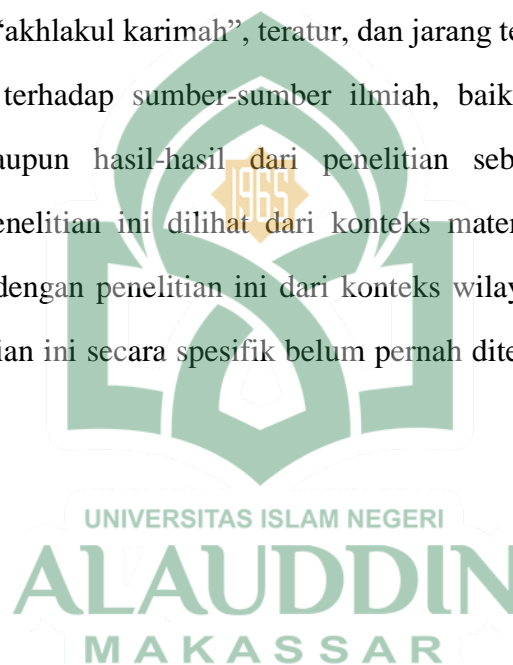 “akhlakul karimah”, teratur, dan jarang te
terhadap sumber-sumber ilmiah, baik
aupun hasil-hasil dari penelitian seb
enelitian ini dilihat dari konteks mater
dengan penelitian ini dari konteks wilay
ian ini secara spesifik belum pernah dite
1965
UNIVERSITAS ISLAM NEGERI
ALAUDDIN
MAKASSAR